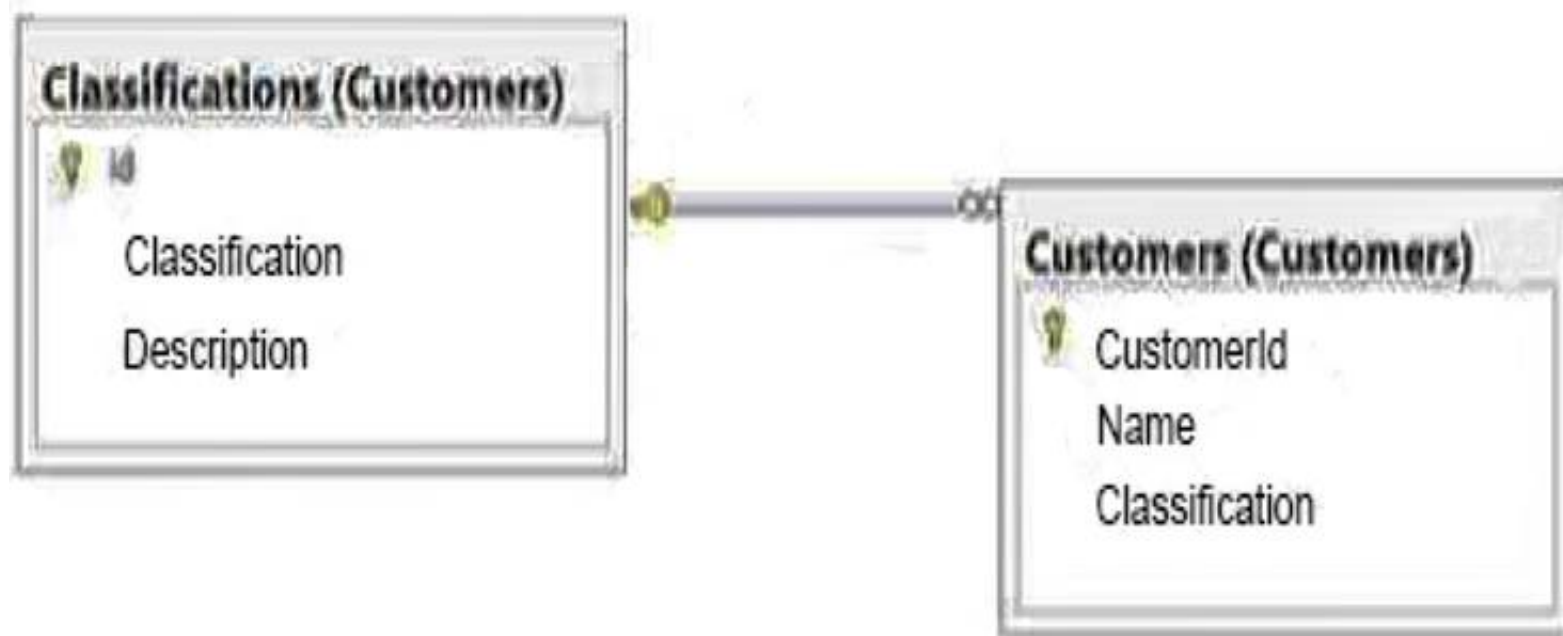 Classifications (Customers)
Id
Classification
Description
Customers (Customers)
CustomerId
Name
Classification